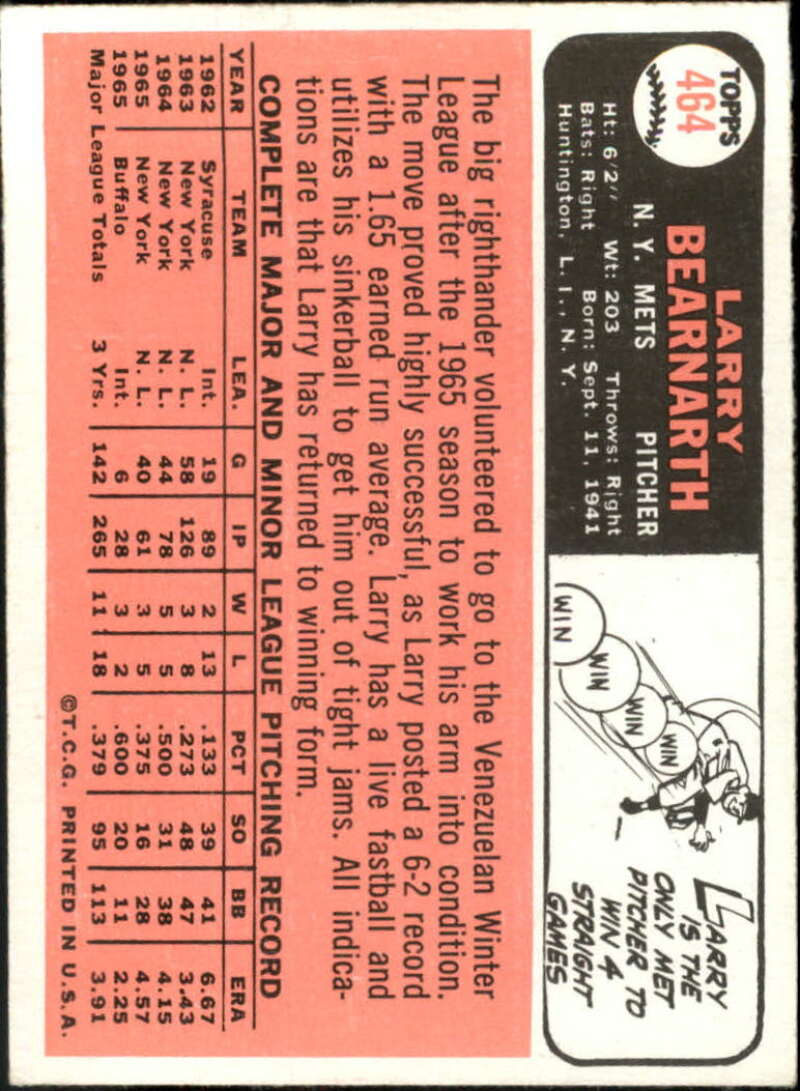 TOPPS
464
LARRY
BEARNARTH
N. Y. METS PITCHER
Ht: 6'2" Wt: 203 Throws: Right
Bats: Right Born: Sept. 11, 1941
Huntington, L. I., N. Y.
WIN
WIN
WIN
WIN
LARRY
IS THE
ONLY MET
PITCHER TO
WIN 4
STRAIGHT
GAMES
The big righthander volunteered to go to the Venezuelan Winter
League after the 1965 season to work his arm into condition.
The move proved highly successful, as Larry posted a 6-2 record
with a 1.65 earned run average. Larry has a live fastball and
utilizes his sinkerball to get him out of tight jams. All indica-
tions are that Larry has returned to winning form.
COMPLETE MAJOR AND MINOR LEAGUE PITCHING RECORD
YEAR TEAM LEA. G IP W L PCT SO BB ERA
1962 Syracuse Int. 19 89 2 13 .133 39 41 6.67
1963 New York N. L. 58 126 3 8 .273 48 47 3.43
1964 New York N. L. 44 78 5 5 .500 31 38 4.15
1965 New York N. L. 40 61 3 5 .375 16 28 4.57
1965 Buffalo Int. 6 28 3 2 .600 20 11 2.25
Major League Totals 3 Yrs. 142 265 11 18 .379 95 113 3.91
©T.C.G. PRINTED IN U.S.A.